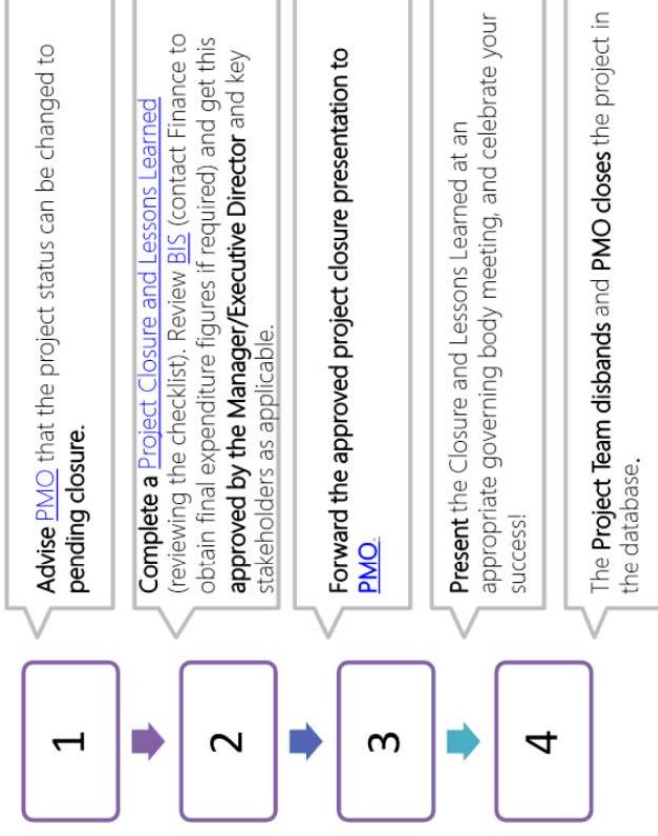 1
Advise PMO that the project status can be changed to
pending closure.
2
Complete a Project Closure and Lessons Learned
(reviewing the checklist). Review BIS (contact Finance to
obtain final expenditure figures if required) and get this
approved by the Manager/Executive Director and key
stakeholders as applicable.
3
Forward the approved project closure presentation to
PMO.
4
Present the Closure and Lessons Learned at an
appropriate governing body meeting, and celebrate your
success!
The Project Team disbands and PMO closes the project in
the database.